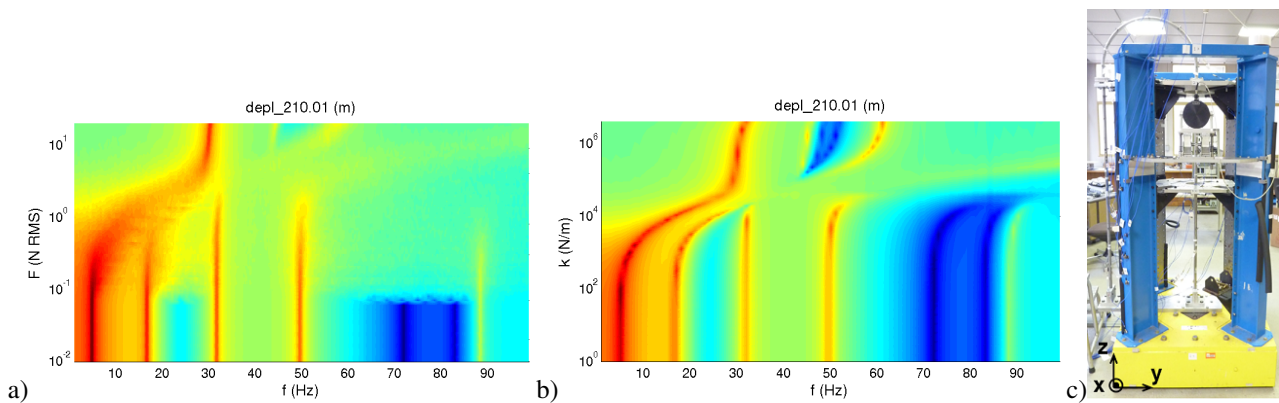 depl_210.01 (m)
F (N RMS)
10^1
10^0
10^-1
10^-2
10 20 30 40 50 60 70 80 90
f (Hz)
a)
depl_210.01 (m)
k (N/m)
10^6
10^4
10^2
10^0
10 20 30 40 50 60 70 80 90
f (Hz)
b)
z
x y
c)